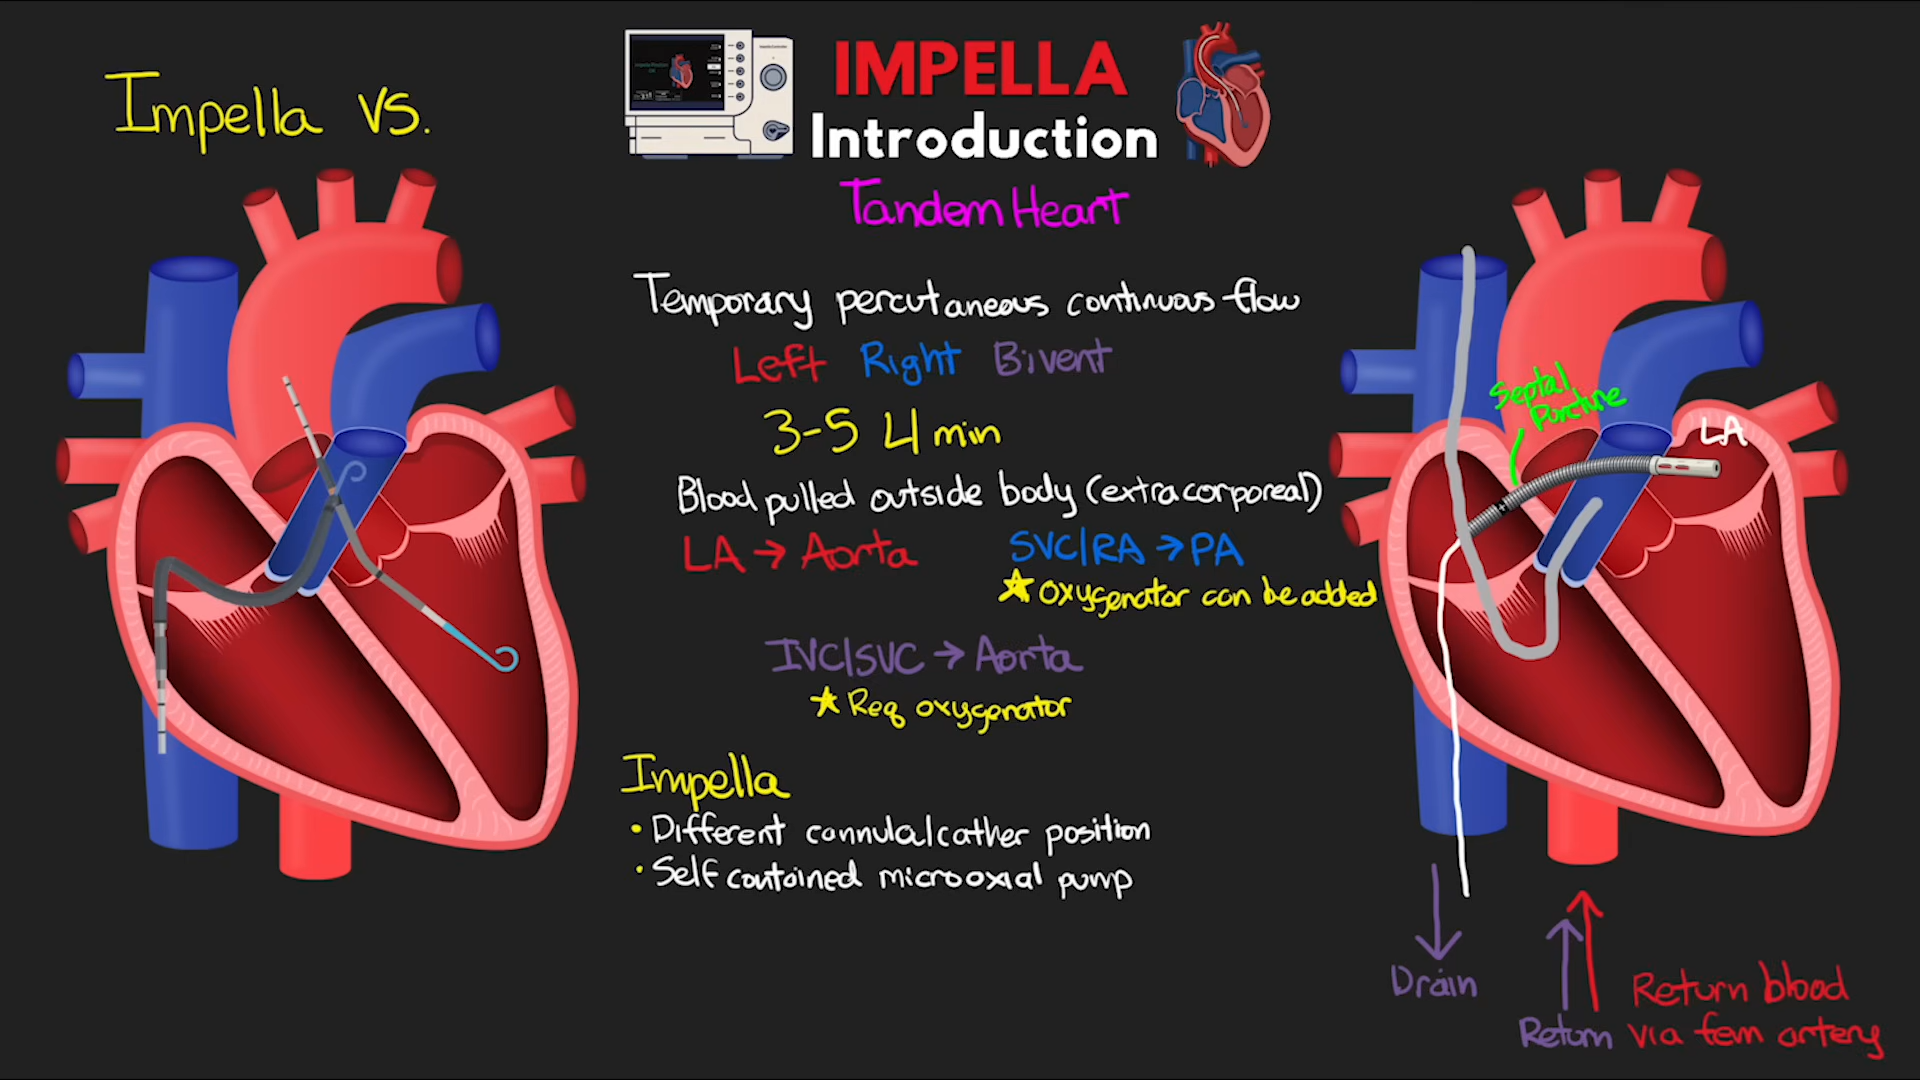 Impella vs.
IMPELLA
Introduction
Tandem Heart
Temporary percutaneous continuous flow
Left Right Bivent
3-5 L/min
Blood pulled outside body (extracorporeal)
LA → Aorta
SVC/RA → PA
★ Oxygenator can be added
IVC/SVC → Aorta
★ Req oxygenator
Impella
• Different cannula/cather position
• Self contained microaxial pump
Septal
Puncture
LA
Drain
Return
Return blood
via fem artery